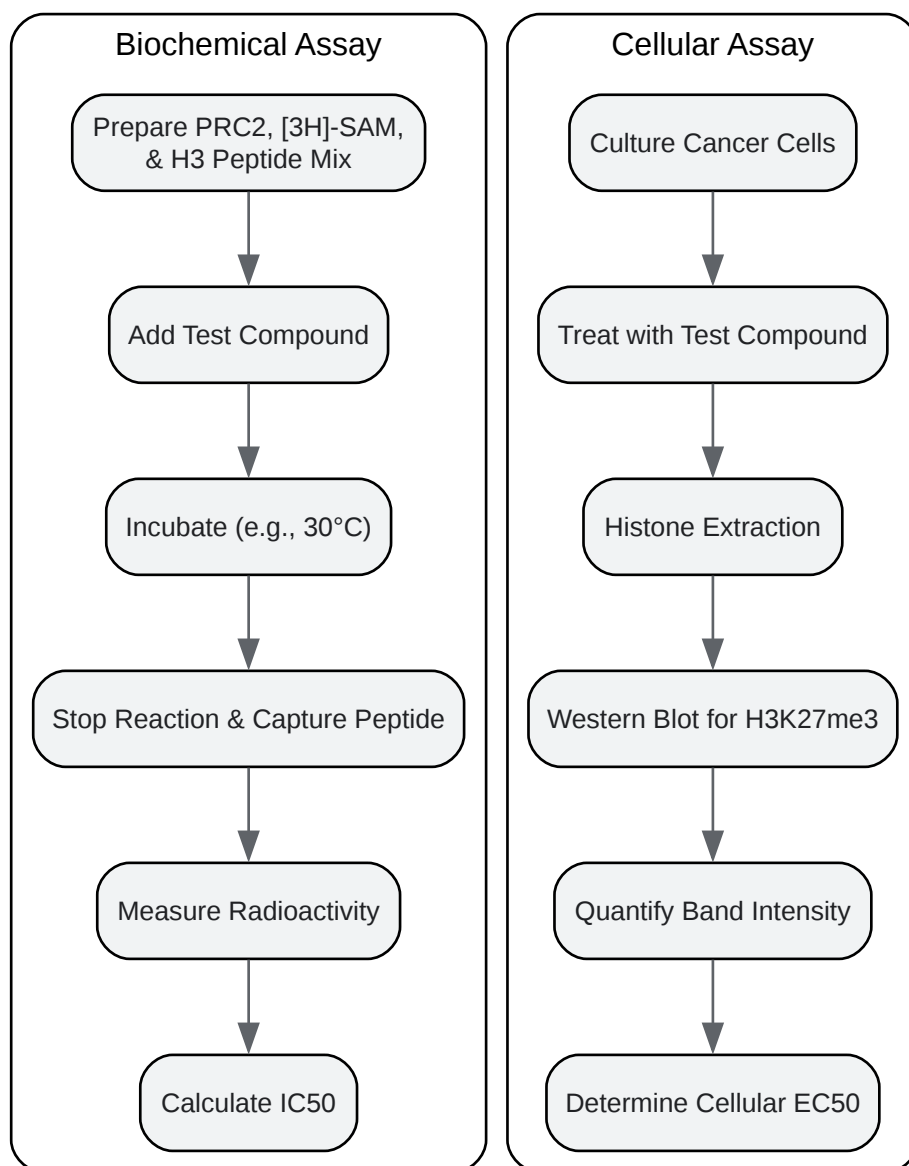 Biochemical Assay
Prepare PRC2, [3H]-SAM,
& H3 Peptide Mix
Add Test Compound
Incubate (e.g., 30°C)
Stop Reaction & Capture Peptide
Measure Radioactivity
Calculate IC50
Cellular Assay
Culture Cancer Cells
Treat with Test Compound
Histone Extraction
Western Blot for H3K27me3
Quantify Band Intensity
Determine Cellular EC50